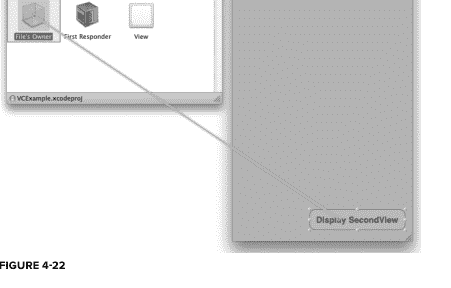 File's Owner First Responder View
VCExample.xcodeproj
Display SecondView
FIGURE 4-22